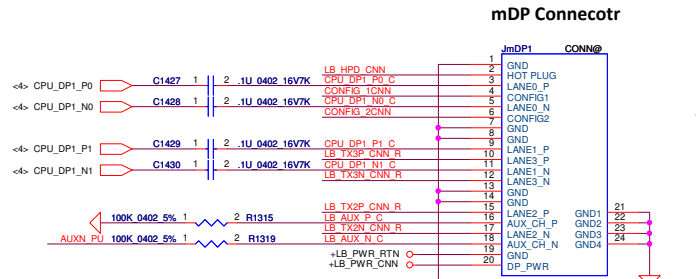 mDP Connecotr
JmDP1 CONN@
1 GND
LB_HPD_CNN 2 HOT PLUG
<4> CPU_DP1_P0 C1427 1 2 .1U_0402_16V7K CPU_DP1_P0_C 3 LANE0_P
CONFIG_1CNN 4 CONFIG1
<4> CPU_DP1_N0 C1428 1 2 .1U_0402_16V7K CPU_DP1_N0_C 5 LANE0_N
CONFIG_2CNN 6 CONFIG2
7 GND
8 GND
<4> CPU_DP1_P1 C1429 1 2 .1U_0402_16V7K CPU_DP1_P1_C 9 LANE1_P
LB_TX3P_CNN_R 10 LANE3_P
<4> CPU_DP1_N1 C1430 1 2 .1U_0402_16V7K CPU_DP1_N1_C 11 LANE1_N
LB_TX3N_CNN_R 12 LANE3_N
13 GND
14 GND
LB_TX2P_CNN_R 15 LANE2_P GND1 21
100K_0402_5% 1 2 R1315 LB_AUX_P_C 16 AUX_CH_P GND2 22
LB_TX2N_CNN_R 17 LANE2_N GND3 23
AUXN_PU 100K_0402_5% 1 2 R1319 LB_AUX_N_C 18 AUX_CH_N GND4 24
+LB_PWR_RTN 19 GND
+LB_PWR_CNN 20 DP_PWR